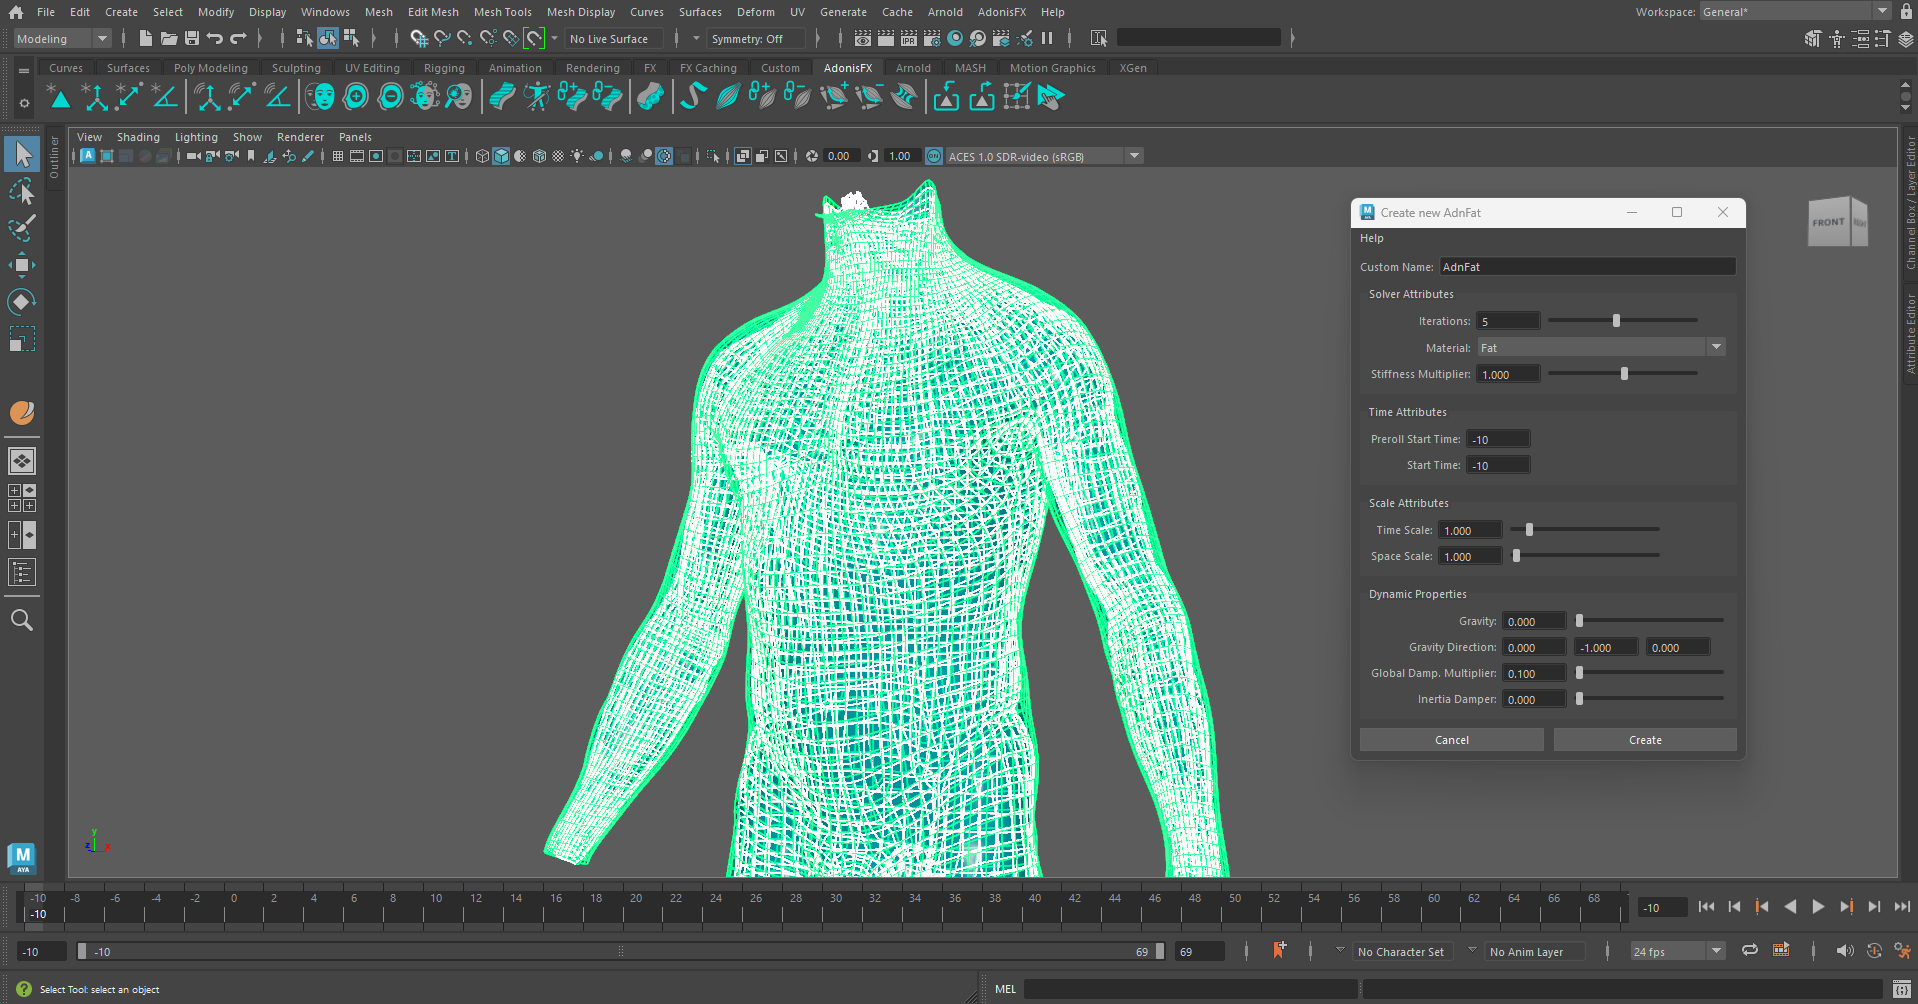 File Edit Create Select Modify Display Windows Mesh Edit Mesh Mesh Tools Mesh Display Curves Surfaces Deform UV Generate Cache Arnold AdonisFX Help Workspace: General*
Modeling No Live Surface Symmetry: Off IPR
Curves Surfaces Poly Modeling Sculpting UV Editing Rigging Animation Rendering FX FX Caching Custom AdonisFX Arnold MASH Motion Graphics XGen
Outliner
View Shading Lighting Show Renderer Panels
0.00 1.00 ON ACES 1.0 SDR-video (sRGB)
Channel Box / Layer Editor
Attribute Editor
FRONT
Create new AdnFat
Help
Custom Name: AdnFat
Solver Attributes
Iterations: 5
Material: Fat
Stiffness Multiplier: 1.000
Time Attributes
Preroll Start Time: -10
Start Time: -10
Scale Attributes
Time Scale: 1.000
Space Scale: 1.000
Dynamic Properties
Gravity: 0.000
Gravity Direction: 0.000 -1.000 0.000
Global Damp. Multiplier: 0.100
Inertia Damper: 0.000
Cancel Create
y
z x
M
AYA
-10 -8 -6 -4 -2 0 2 4 6 8 10 12 14 16 18 20 22 24 26 28 30 32 34 36 38 40 42 44 46 48 50 52 54 56 58 60 62 64 66 68
-10
-10
-10 -10 69 69 No Character Set No Anim Layer 24 fps
Select Tool: select an object MEL